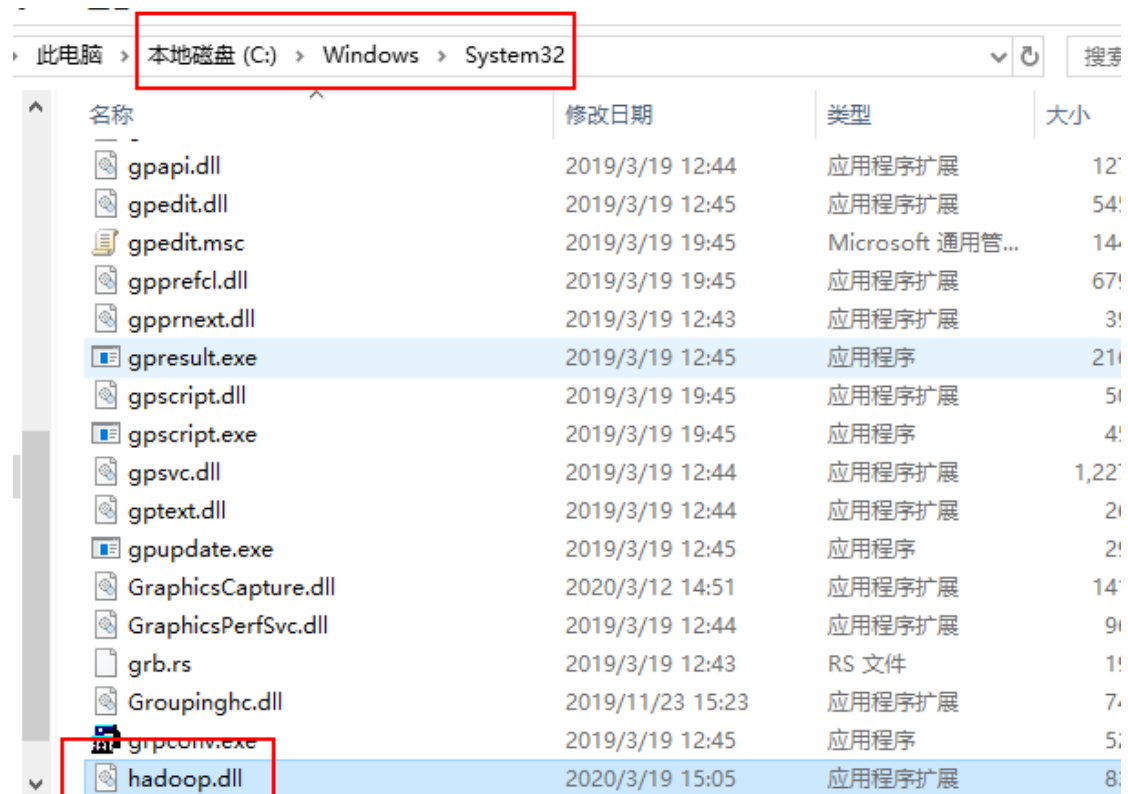 此电脑 > 本地磁盘 (C:) > Windows > System32
名称 修改日期 类型 大小
gpapi.dll 2019/3/19 12:44 应用程序扩展
gpedit.dll 2019/3/19 12:45 应用程序扩展
gpedit.msc 2019/3/19 19:45 Microsoft 通用管...
gpprefcl.dll 2019/3/19 19:45 应用程序扩展
gpprnext.dll 2019/3/19 12:43 应用程序扩展
gpresult.exe 2019/3/19 12:45 应用程序
gpscript.dll 2019/3/19 19:45 应用程序扩展
gpscript.exe 2019/3/19 19:45 应用程序
gpsvc.dll 2019/3/19 12:44 应用程序扩展
gptext.dll 2019/3/19 12:44 应用程序扩展
gpupdate.exe 2019/3/19 12:45 应用程序
GraphicsCapture.dll 2020/3/12 14:51 应用程序扩展
GraphicsPerfSvc.dll 2019/3/19 12:44 应用程序扩展
grb.rs 2019/3/19 12:43 RS 文件
Groupinghc.dll 2019/11/23 15:23 应用程序扩展
grpconv.exe 2019/3/19 12:45 应用程序
hadoop.dll 2020/3/19 15:05 应用程序扩展